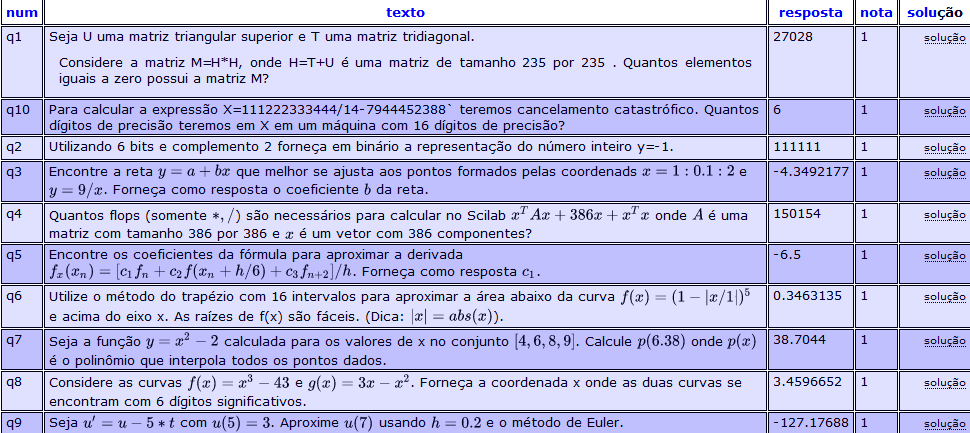 num texto resposta nota solução
q1 Seja U uma matriz triangular superior e T uma matriz tridiagonal. 27028 1 solução
Considere a matriz M=H*H, onde H=T+U é uma matriz de tamanho 235 por 235 . Quantos elementos
iguais a zero possui a matriz M?
q10 Para calcular a expressão X=111222333444/14-7944452388` teremos cancelamento catastrófico. Quantos 6 1 solução
dígitos de precisão teremos em X em um máquina com 16 dígitos de precisão?
q2 Utilizando 6 bits e complemento 2 forneça em binário a representação do número inteiro y=-1. 111111 1 solução
q3 Encontre a reta y = a + bx que melhor se ajusta aos pontos formados pelas coordenads x = 1 : 0.1 : 2 e -4.3492177 1 solução
y = 9/x. Forneça como resposta o coeficiente b da reta.
q4 Quantos flops (somente *, /) são necessários para calcular no Scilab x^T Ax + 386x + x^T x onde A é uma 150154 1 solução
matriz com tamanho 386 por 386 e x é um vetor com 386 componentes?
q5 Encontre os coeficientes da fórmula para aproximar a derivada -6.5 1 solução
f_x(x_n) = [c_1 f_n + c_2 f(x_n + h/6) + c_3 f_{n+2}]/h. Forneça como resposta c_1.
q6 Utilize o método do trapézio com 16 intervalos para aproximar a área abaixo da curva f(x) = (1 − |x/1|)^5 0.3463135 1 solução
e acima do eixo x. As raízes de f(x) são fáceis. (Dica: |x| = abs(x)).
q7 Seja a função y = x^2 − 2 calculada para os valores de x no conjunto [4, 6, 8, 9]. Calcule p(6.38) onde p(x) 38.7044 1 solução
é o polinômio que interpola todos os pontos dados.
q8 Considere as curvas f(x) = x^3 − 43 e g(x) = 3x − x^2. Forneça a coordenada x onde as duas curvas se 3.4596652 1 solução
encontram com 6 dígitos significativos.
q9 Seja u′ = u − 5 * t com u(5) = 3. Aproxime u(7) usando h = 0.2 e o método de Euler. -127.17688 1 solução